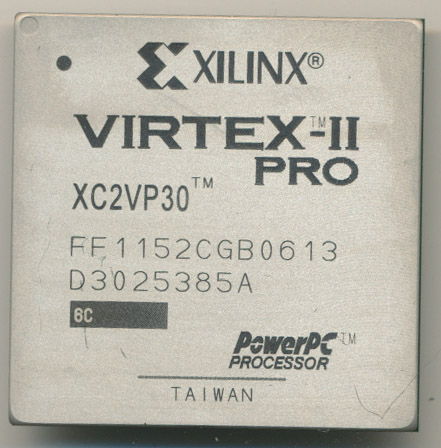 XILINX®
VIRTEX™-II
PRO
XC2VP30™
FF1152CGB0613
D3025385A
6C
PowerPC™
PROCESSOR
TAIWAN